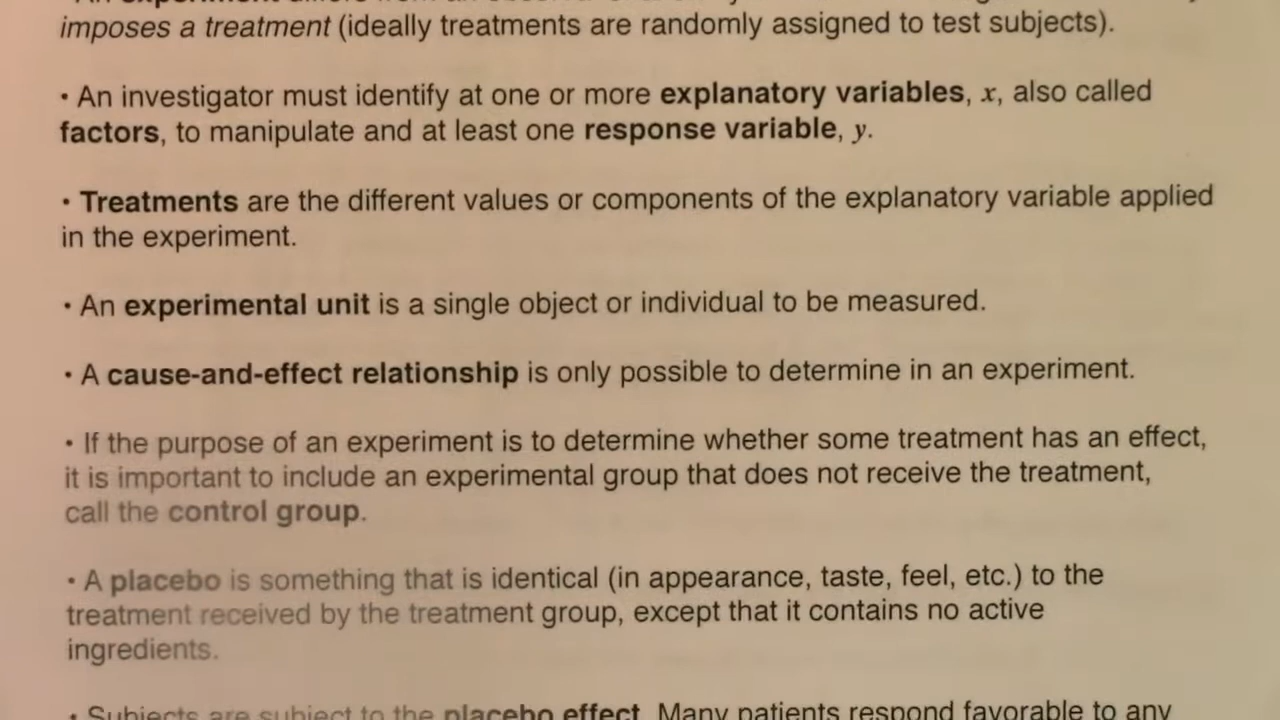 imposes a treatment (ideally treatments are randomly assigned to test subjects).
• An investigator must identify at one or more explanatory variables, x, also called
factors, to manipulate and at least one response variable, y.
• Treatments are the different values or components of the explanatory variable applied
in the experiment.
• An experimental unit is a single object or individual to be measured.
• A cause-and-effect relationship is only possible to determine in an experiment.
• If the purpose of an experiment is to determine whether some treatment has an effect,
it is important to include an experimental group that does not receive the treatment,
call the control group.
• A placebo is something that is identical (in appearance, taste, feel, etc.) to the
treatment received by the treatment group, except that it contains no active
ingredients.
• Subjects are subject to the placebo effect. Many patients respond favorable to any